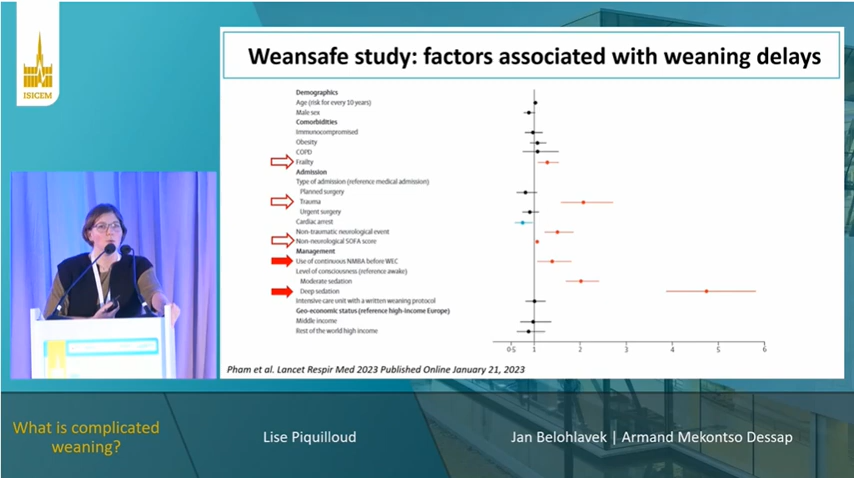 ISICEM
Weansafe study: factors associated with weaning delays
Demographics
Age (risk for every 10 years)
Male sex
Comorbidities
Immunocompromised
Obesity
COPD
Frailty
Admission
Type of admission (reference medical admission)
Planned surgery
Trauma
Urgent surgery
Cardiac arrest
Non-traumatic neurological event
Non-neurological SOFA score
Management
Use of continuous NMBA before WEC
Level of consciousness (reference awake)
Moderate sedation
Deep sedation
Intensive care unit with a written weaning protocol
Geo-economic status (reference high-income Europe)
Middle income
Rest of the world high income
0·5 1 2 3 4 5 6
Pham et al. Lancet Respir Med 2023 Published Online January 21, 2023
What is complicated
weaning?
Lise Piquilloud
Jan Belohlavek | Armand Mekontso Dessap